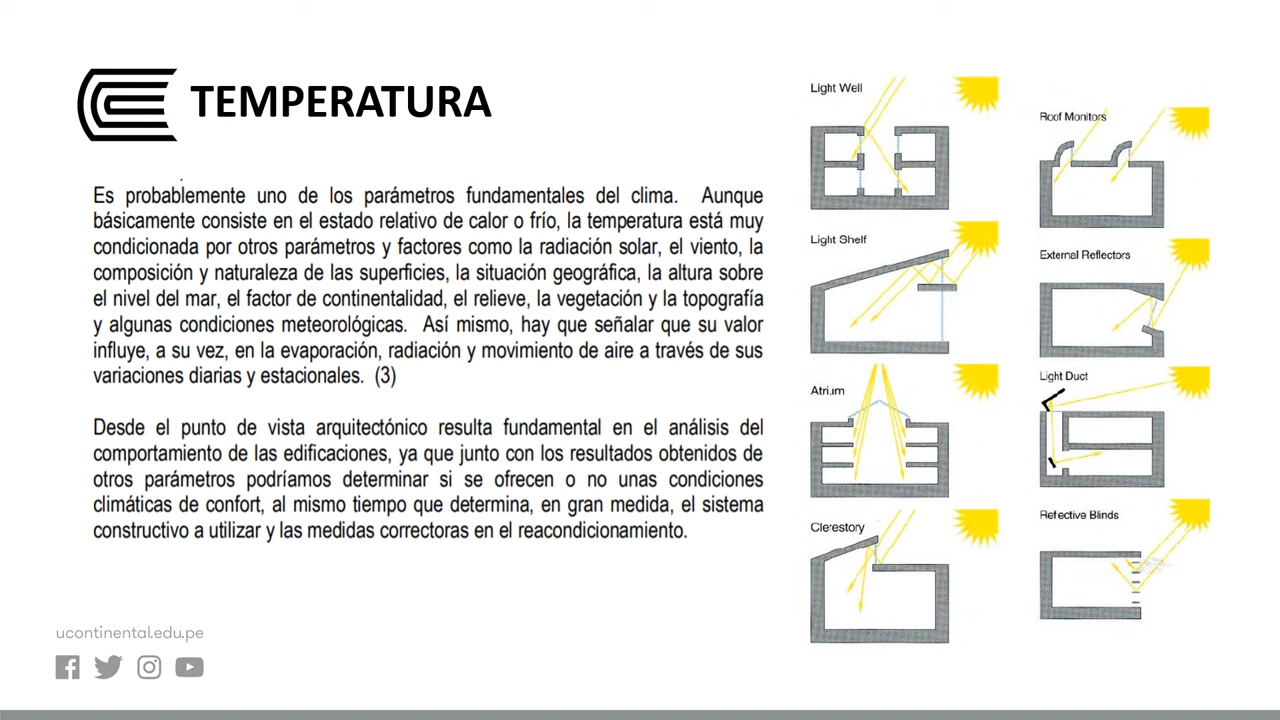 TEMPERATURA
Es probablemente uno de los parámetros fundamentales del clima. Aunque
básicamente consiste en el estado relativo de calor o frío, la temperatura está muy
condicionada por otros parámetros y factores como la radiación solar, el viento, la
composición y naturaleza de las superficies, la situación geográfica, la altura sobre
el nivel del mar, el factor de continentalidad, el relieve, la vegetación y la topografía
y algunas condiciones meteorológicas. Así mismo, hay que señalar que su valor
influye, a su vez, en la evaporación, radiación y movimiento de aire a través de sus
variaciones diarias y estacionales. (3)
Desde el punto de vista arquitectónico resulta fundamental en el análisis del
comportamiento de las edificaciones, ya que junto con los resultados obtenidos de
otros parámetros podríamos determinar si se ofrecen o no unas condiciones
climáticas de confort, al mismo tiempo que determina, en gran medida, el sistema
constructivo a utilizar y las medidas correctoras en el reacondicionamiento.
ucontinental.edu.pe
Light Well
Light Shelf
Atrium
Clerestory
Roof Monitors
External Reflectors
Light Duct
Reflective Blinds